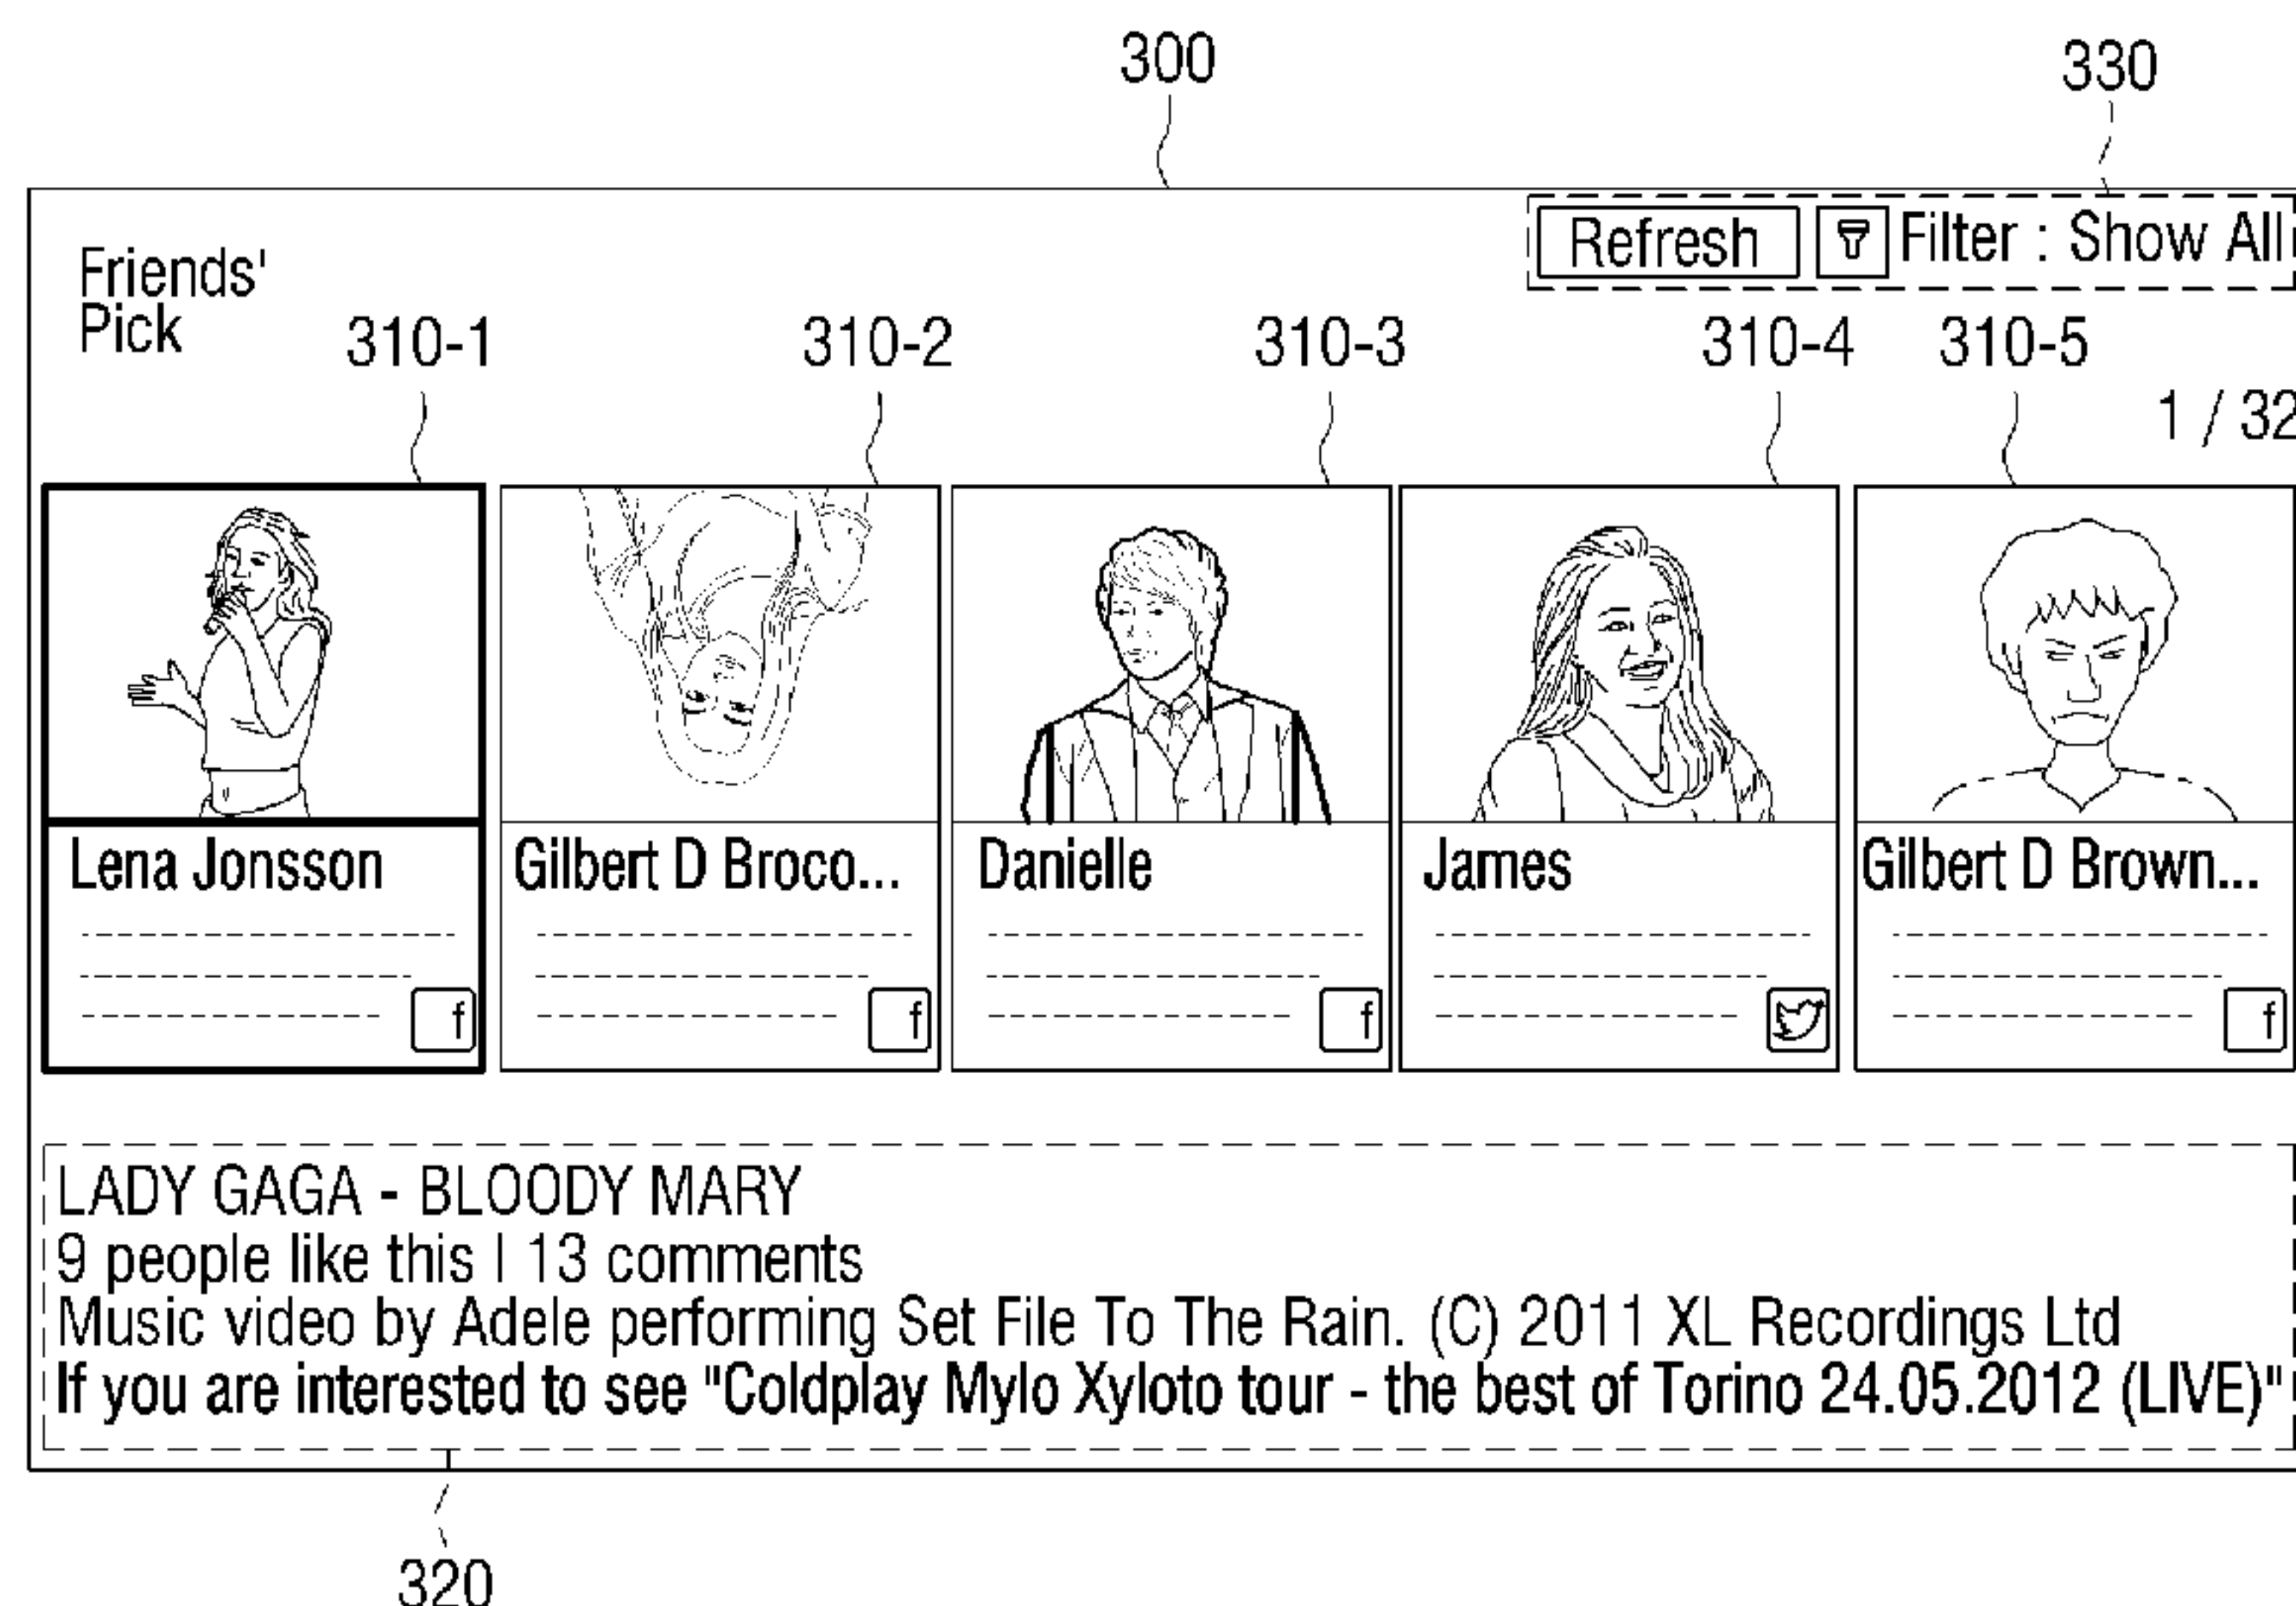 300
330
Refresh Filter : Show All
Friends'
Pick
310-1 310-2 310-3 310-4 310-5
1 / 32
Lena Jonsson
f
Gilbert D Broco...
f
Danielle
f
James
Gilbert D Brown...
f
LADY GAGA - BLOODY MARY
9 people like this | 13 comments
Music video by Adele performing Set File To The Rain. (C) 2011 XL Recordings Ltd
If you are interested to see "Coldplay Mylo Xyloto tour - the best of Torino 24.05.2012 (LIVE)"
320